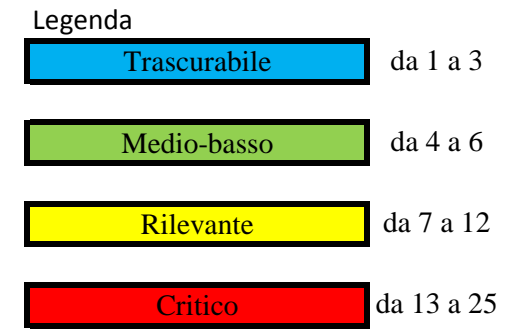 Legenda
Trascurabile da 1 a 3
Medio-basso da 4 a 6
Rilevante da 7 a 12
Critico da 13 a 25